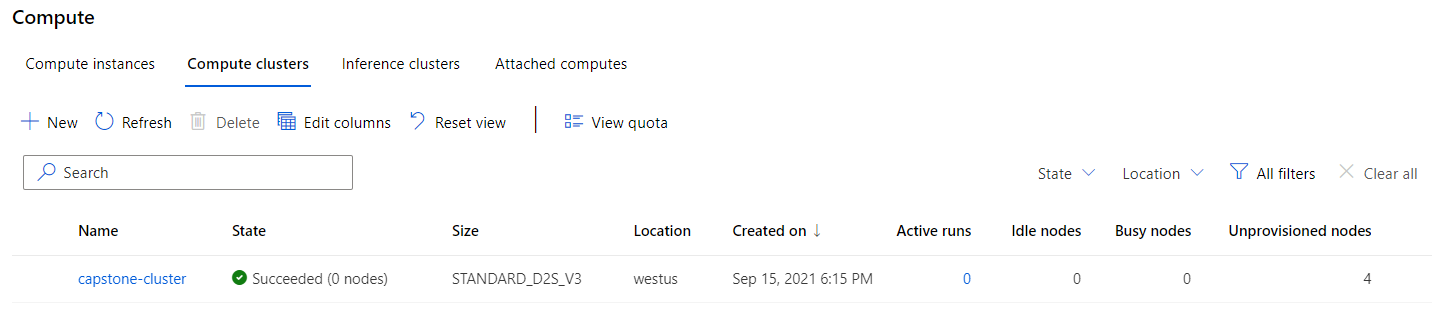 Compute
Compute instances Compute clusters Inference clusters Attached computes
New Refresh Delete Edit columns Reset view View quota
Search State Location All filters Clear all
Name State Size Location Created on ↓ Active runs Idle nodes Busy nodes Unprovisioned nodes
capstone-cluster Succeeded (0 nodes) STANDARD_D2S_V3 westus Sep 15, 2021 6:15 PM 0 0 0 4